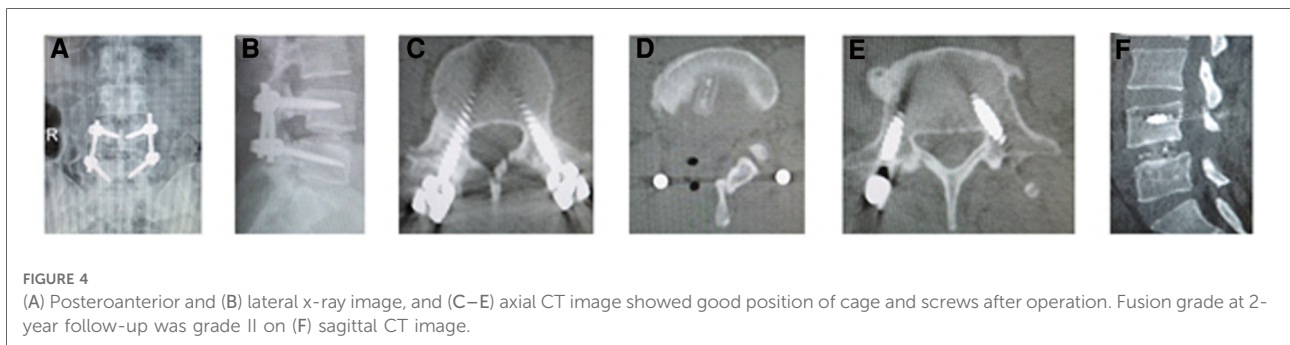 A B C D E F
R
FIGURE 4
(A) Posteroanterior and (B) lateral x-ray image, and (C–E) axial CT image showed good position of cage and screws after operation. Fusion grade at 2-
year follow-up was grade II on (F) sagittal CT image.